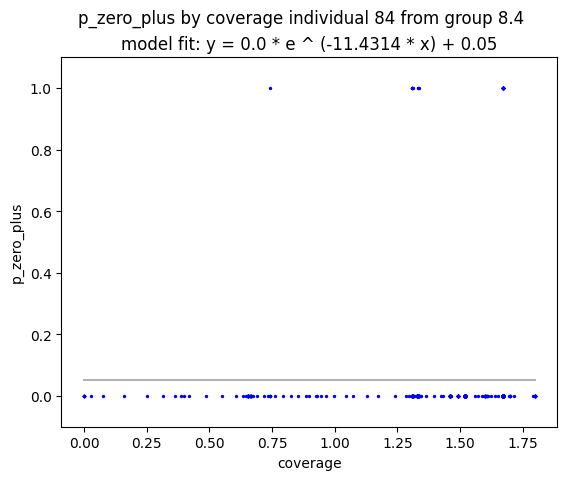 p_zero_plus by coverage individual 84 from group 8.4
model fit: y = 0.0 * e ^ (-11.4314 * x) + 0.05
1.0
0.8
0.6
0.4
0.2
0.0
p_zero_plus
0.00 0.25 0.50 0.75 1.00 1.25 1.50 1.75
coverage